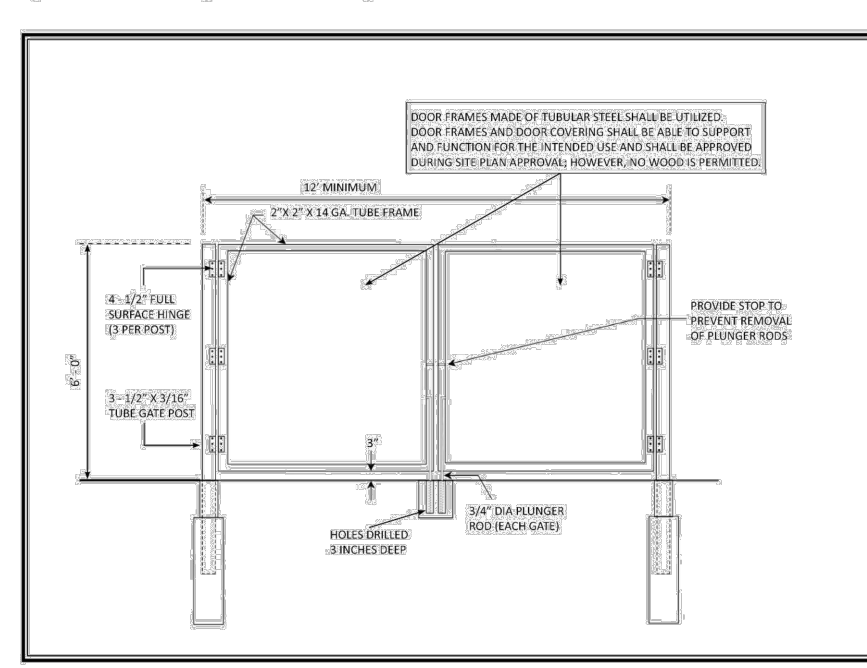 DOOR FRAMES MADE OF TUBULAR STEEL SHALL BE UTILIZED.
DOOR FRAMES AND DOOR COVERING SHALL BE ABLE TO SUPPORT
AND FUNCTION FOR THE INTENDED USE AND SHALL BE APPROVED
DURING SITE PLAN APPROVAL; HOWEVER, NO WOOD IS PERMITTED.
12' MINIMUM
2"X 2" X 14 GA. TUBE FRAME
4 - 1/2" FULL
SURFACE HINGE
(3 PER POST)
PROVIDE STOP TO
PREVENT REMOVAL
OF PLUNGER RODS
6' - 0"
3 - 1/2" X 3/16"
TUBE GATE POST
3"
3/4" DIA PLUNGER
ROD (EACH GATE)
HOLES DRILLED
3 INCHES DEEP